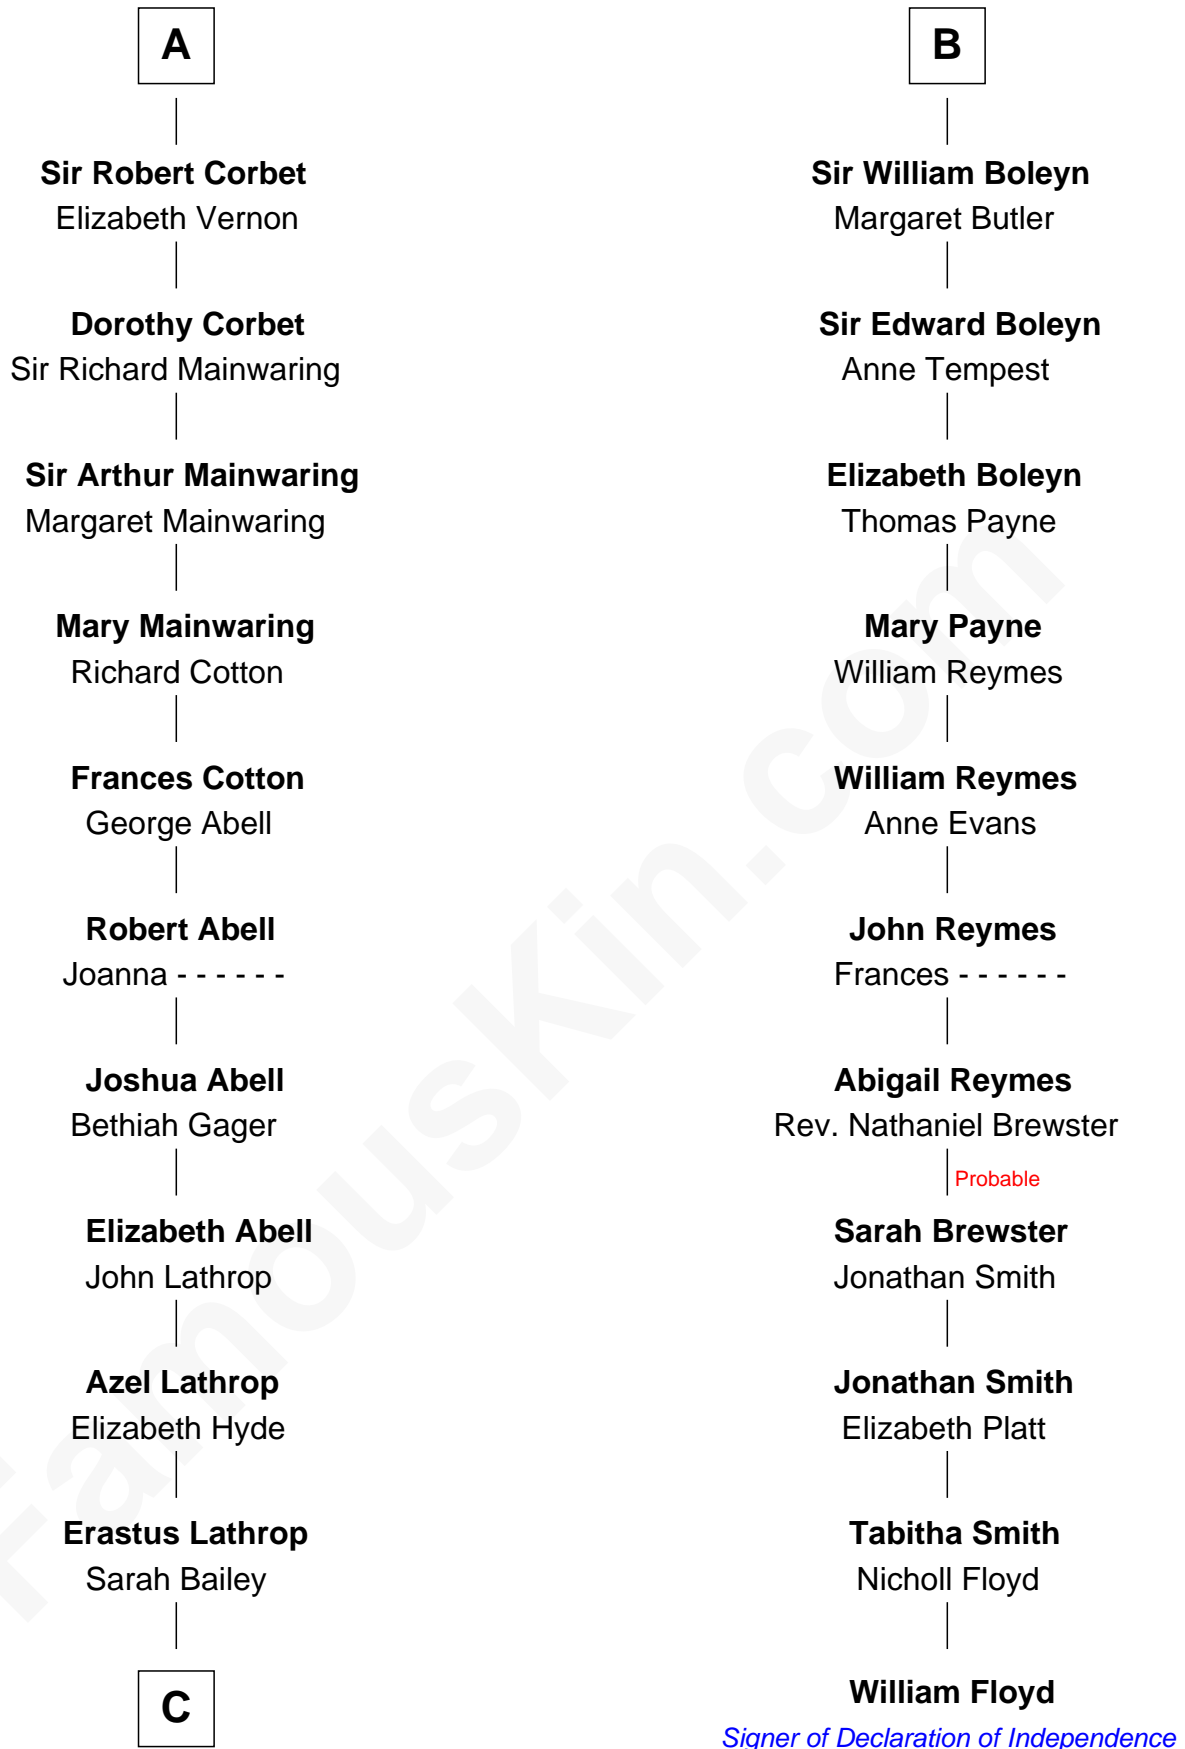 A
Sir Robert Corbet
Elizabeth Vernon
Dorothy Corbet
Sir Richard Mainwaring
Sir Arthur Mainwaring
Margaret Mainwaring
Mary Mainwaring
Richard Cotton
Frances Cotton
George Abell
Robert Abell
Joanna - - - - - -
Joshua Abell
Bethiah Gager
Elizabeth Abell
John Lathrop
Azel Lathrop
Elizabeth Hyde
Erastus Lathrop
Sarah Bailey
C
B
Sir William Boleyn
Margaret Butler
Sir Edward Boleyn
Anne Tempest
Elizabeth Boleyn
Thomas Payne
Mary Payne
William Reymes
William Reymes
Anne Evans
John Reymes
Frances - - - - - -
Abigail Reymes
Rev. Nathaniel Brewster
Probable
Sarah Brewster
Jonathan Smith
Jonathan Smith
Elizabeth Platt
Tabitha Smith
Nicholl Floyd
William Floyd
Signer of Declaration of Independence
FamousKin.com